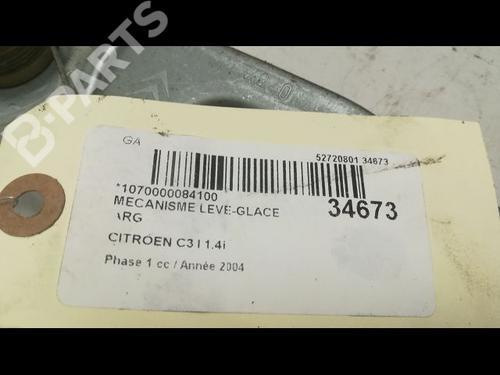 B-PARTS
GA
52720801 34673
*1070000084100
MECANISME LEVE-GLACE
ARG
34673
CITROEN C3 I 1.4i
Phase 1 cc / Année 2004